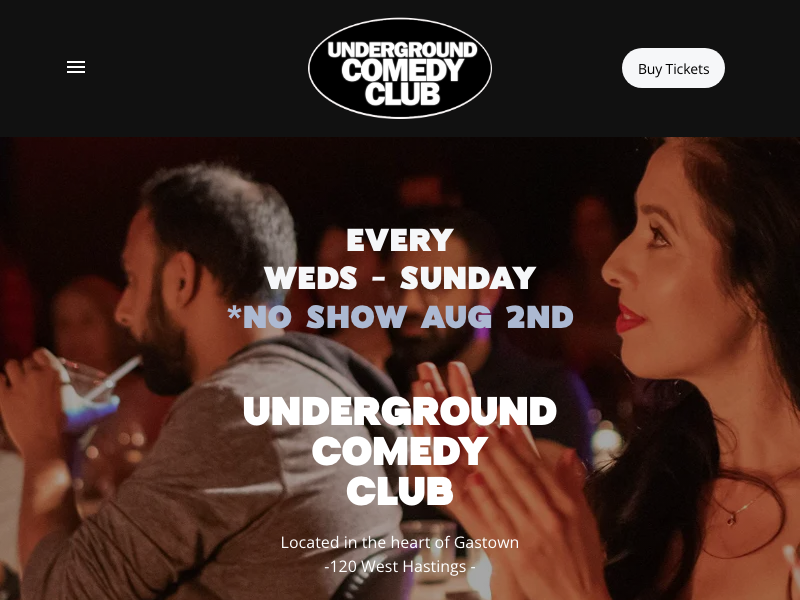 UNDERGROUND
COMEDY
CLUB
Buy Tickets
EVERY
WEDS - SUNDAY
*NO SHOW AUG 2ND
UNDERGROUND
COMEDY
CLUB
Located in the heart of Gastown
-120 West Hastings -